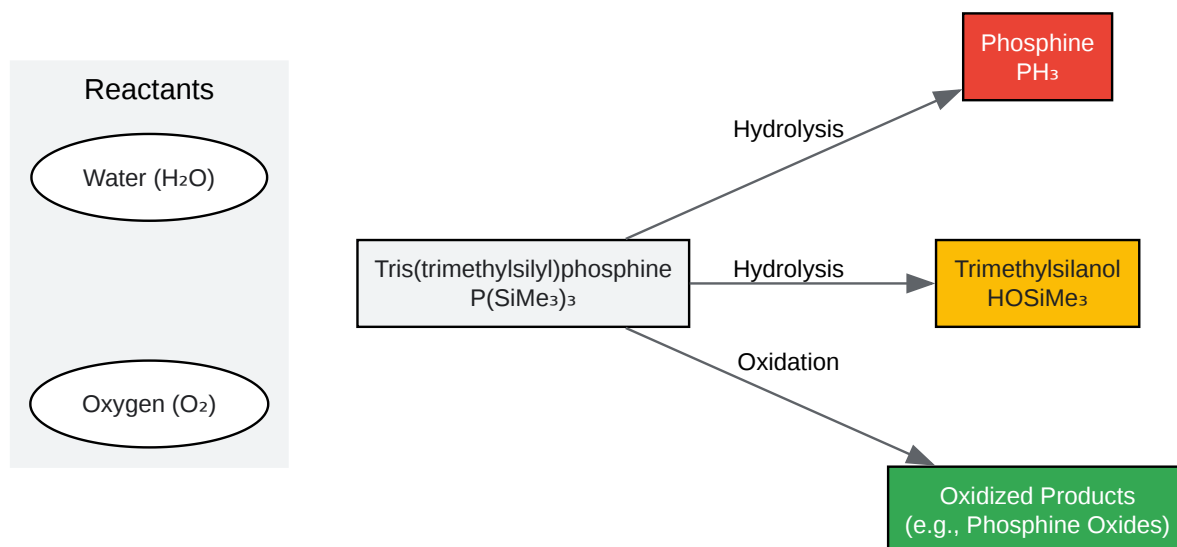 Reactants
Water (H₂O)
Oxygen (O₂)
Tris(trimethylsilyl)phosphine
P(SiMe₃)₃
Hydrolysis
Hydrolysis
Oxidation
Phosphine
PH₃
Trimethylsilanol
HOSiMe₃
Oxidized Products
(e.g., Phosphine Oxides)